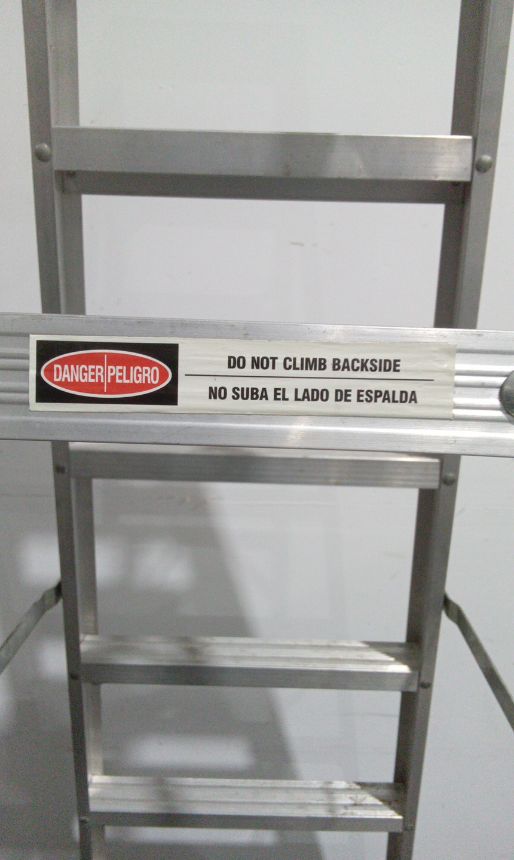 DANGER PELIGRO
DO NOT CLIMB BACKSIDE
NO SUBA EL LADO DE ESPALDA